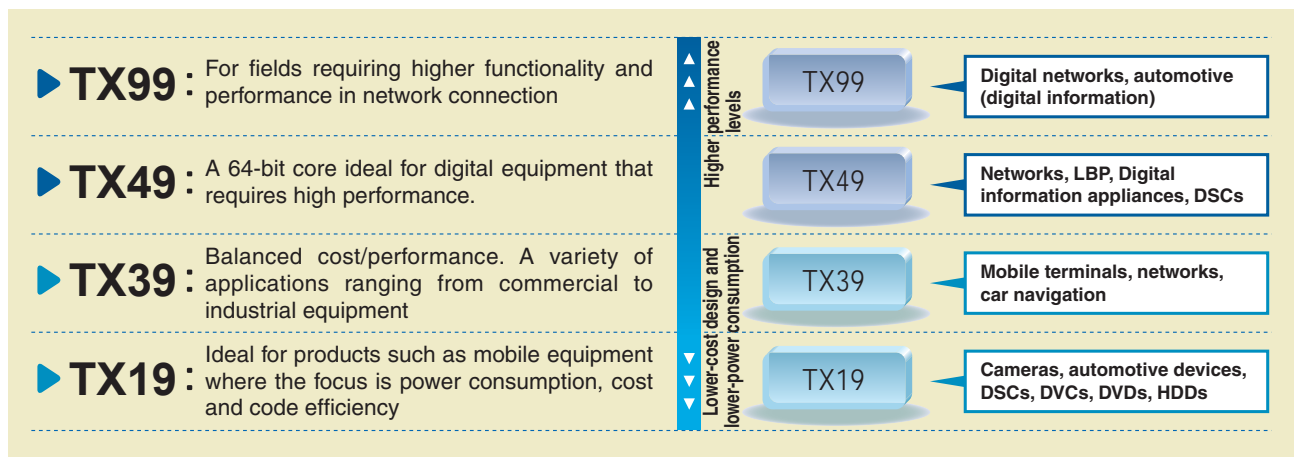 TX99 :
For fields requiring higher functionality and
performance in network connection
TX49 :
A 64-bit core ideal for digital equipment that
requires high performance.
TX39 :
Balanced cost/performance. A variety of
applications ranging from commercial to
industrial equipment
TX19 :
Ideal for products such as mobile equipment
where the focus is power consumption, cost
and code efficiency
Higher performance
levels
Lower-cost design and
lower-power consumption
TX99
Digital networks, automotive
(digital information)
TX49
Networks, LBP, Digital
information appliances, DSCs
TX39
Mobile terminals, networks,
car navigation
TX19
Cameras, automotive devices,
DSCs, DVCs, DVDs, HDDs